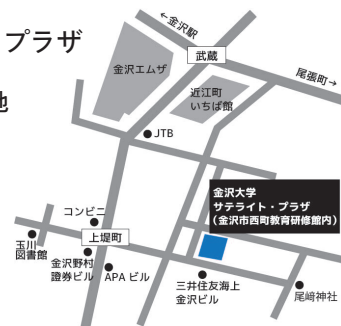 プラザ
地
←金沢駅
武蔵
尾張町→
金沢エムザ
近江町
いちば館
JTB
金沢大学
サテライト・プラザ
(金沢市西町教育研修館内)
コンビニ
上堤町
玉川
図書館
金沢野村
證券ビル
APA ビル
三井住友海上
金沢ビル
尾﨑神社